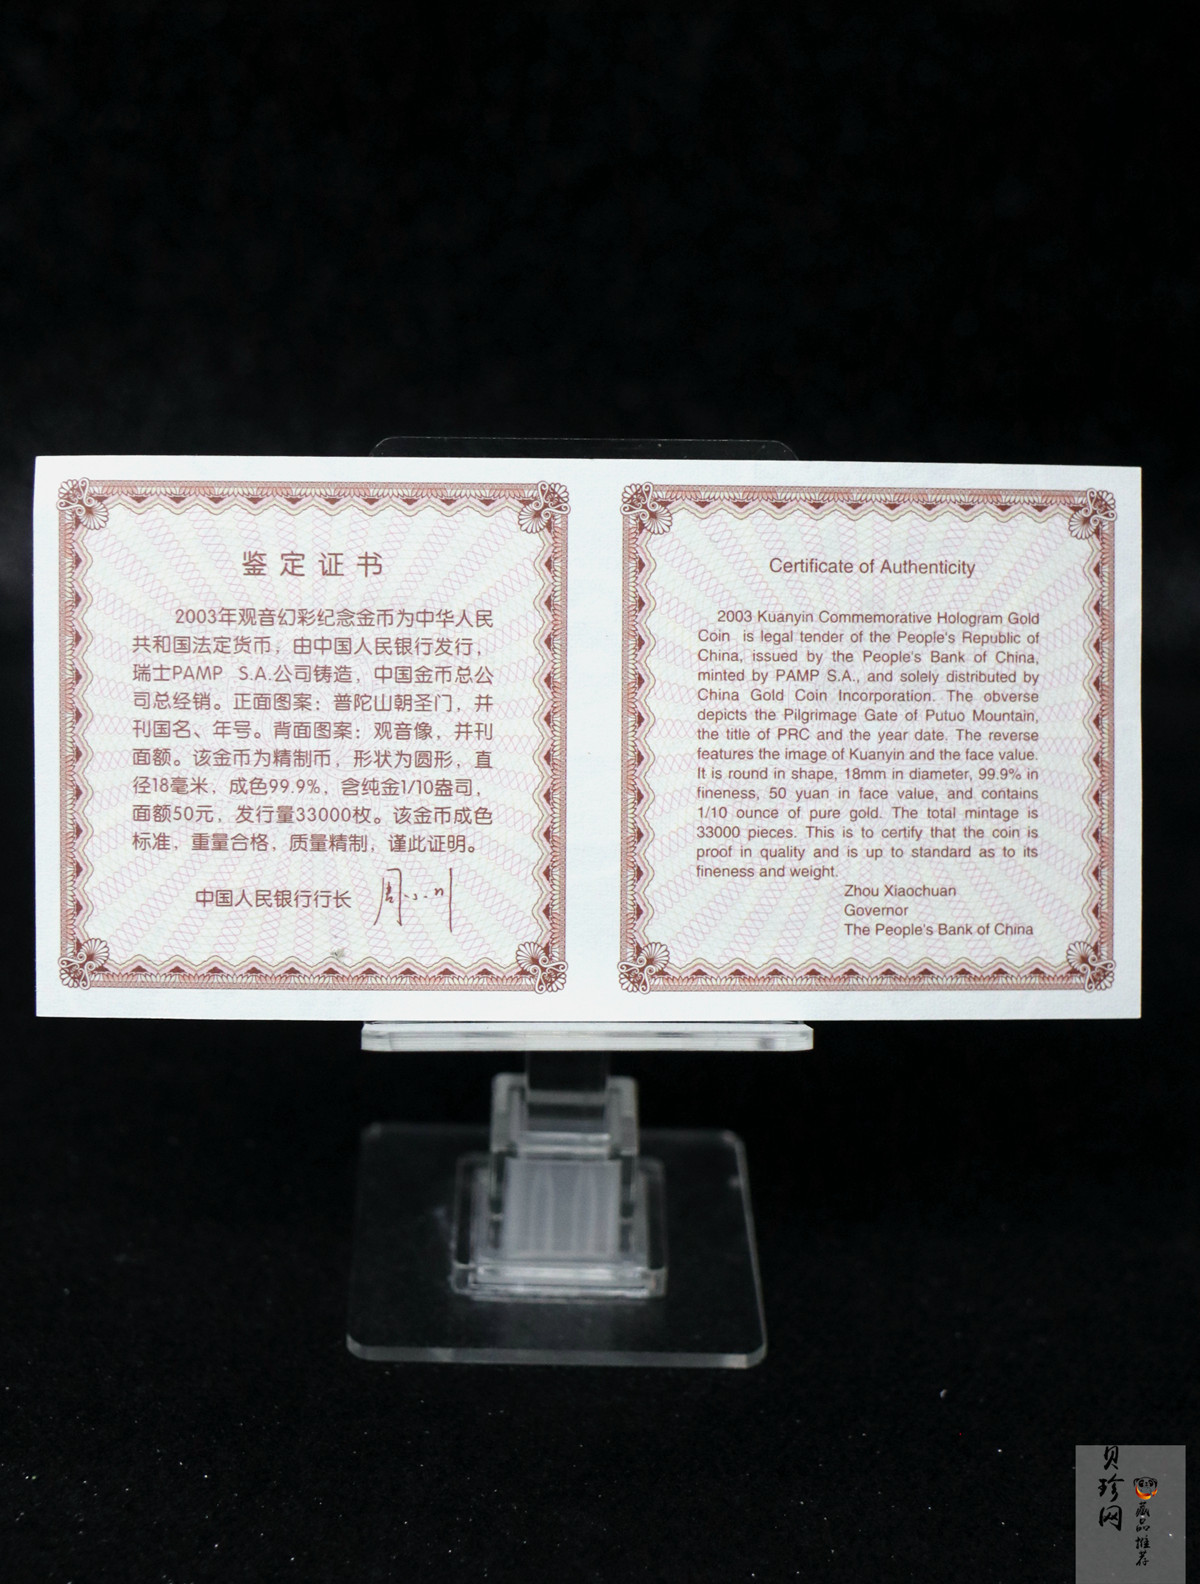 鉴定证书
2003年观音幻彩纪念金币为中华人民
共和国法定货币，由中国人民银行发行，
瑞士PAMP S.A.公司铸造，中国金币总公
司总经销。正面图案：普陀山朝圣门，并
刊国名、年号。背面图案：观音像，并刊
面额。该金币为精制币，形状为圆形，直
径18毫米，成色99.9%，含纯金1/10盎司，
面额50元，发行量33000枚。该金币成色
标准，重量合格，质量精制，谨此证明。
中国人民银行行长 周小川
Certificate of Authenticity
2003 Kuanyin Commemorative Hologram Gold
Coin is legal tender of the People's Republic of
China, issued by the People's Bank of China,
minted by PAMP S.A., and solely distributed by
China Gold Coin Incorporation. The obverse
depicts the Pilgrimage Gate of Putuo Mountain,
the title of PRC and the year date. The reverse
features the image of Kuanyin and the face value.
It is round in shape, 18mm in diameter, 99.9% in
fineness, 50 yuan in face value, and contains
1/10 ounce of pure gold. The total mintage is
33000 pieces. This is to certify that the coin is
proof in quality and is up to standard as to its
fineness and weight.
Zhou Xiaochuan
Governor
The People's Bank of China
贝珍网
藏品推荐